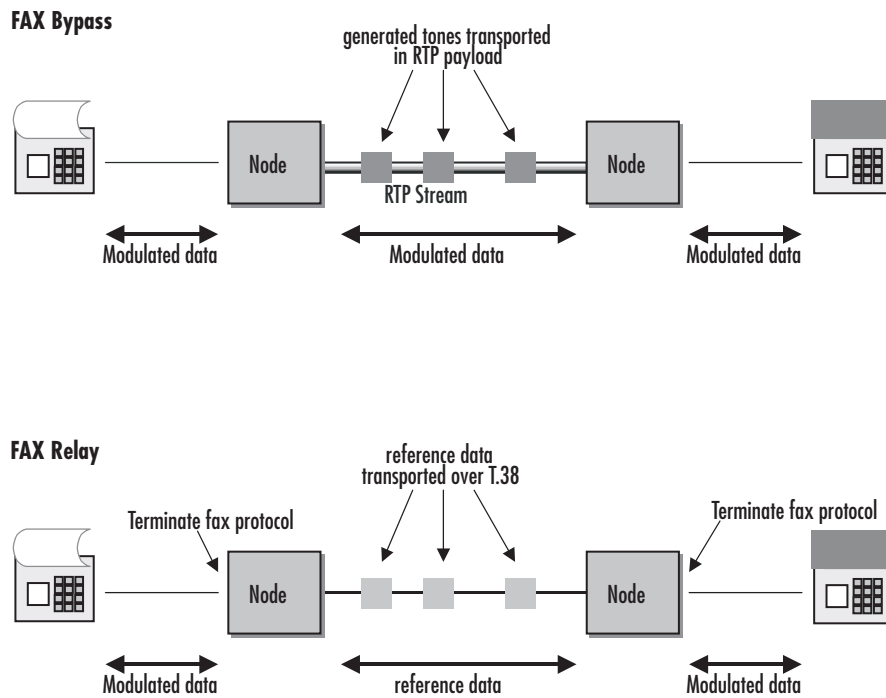 FAX Bypass
generated tones transported
in RTP payload
Node
Node
RTP Stream
Modulated data
Modulated data
Modulated data
FAX Relay
reference data
transported over T.38
Terminate fax protocol
Terminate fax protocol
Node
Node
Modulated data
reference data
Modulated data